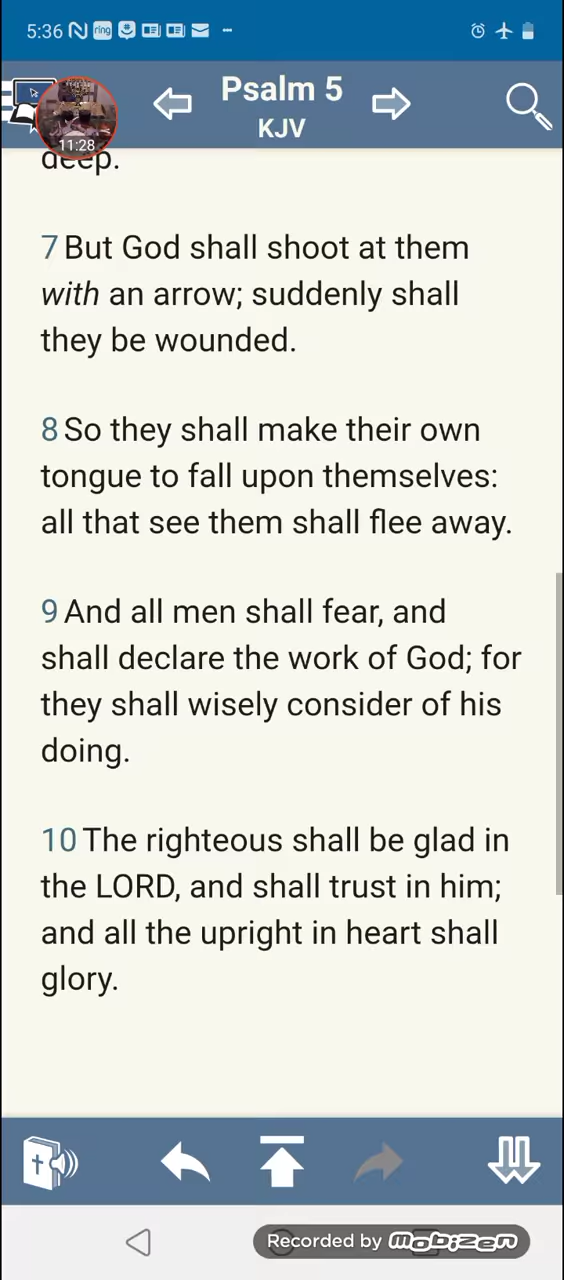 5:36 ring --
Psalm 5
KJV
11:28
deep.
7 But God shall shoot at them
with an arrow; suddenly shall
they be wounded.
8 So they shall make their own
tongue to fall upon themselves:
all that see them shall flee away.
9 And all men shall fear, and
shall declare the work of God; for
they shall wisely consider of his
doing.
10 The righteous shall be glad in
the LORD, and shall trust in him;
and all the upright in heart shall
glory.
Recorded by mobizen